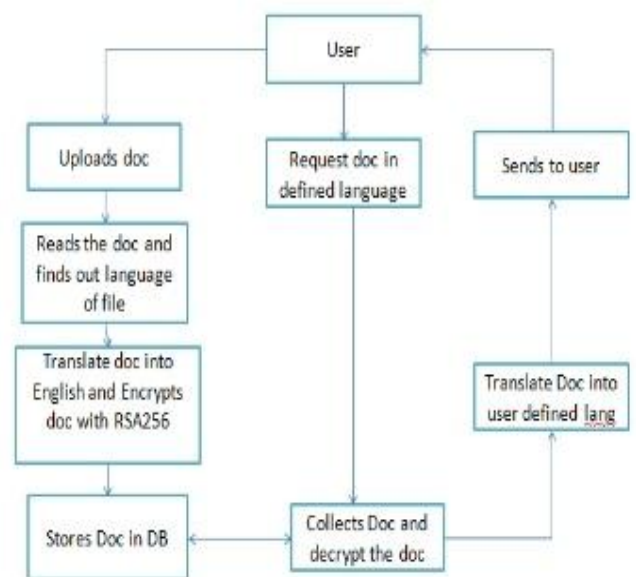 User
Uploads doc
Request doc in
defined language
Sends to user
Reads the doc and
finds out language
of file
Translate doc into
English and Encrypts
doc with RSA256
Translate Doc into
user defined lang
Stores Doc in DB
Collects Doc and
decrypt the doc